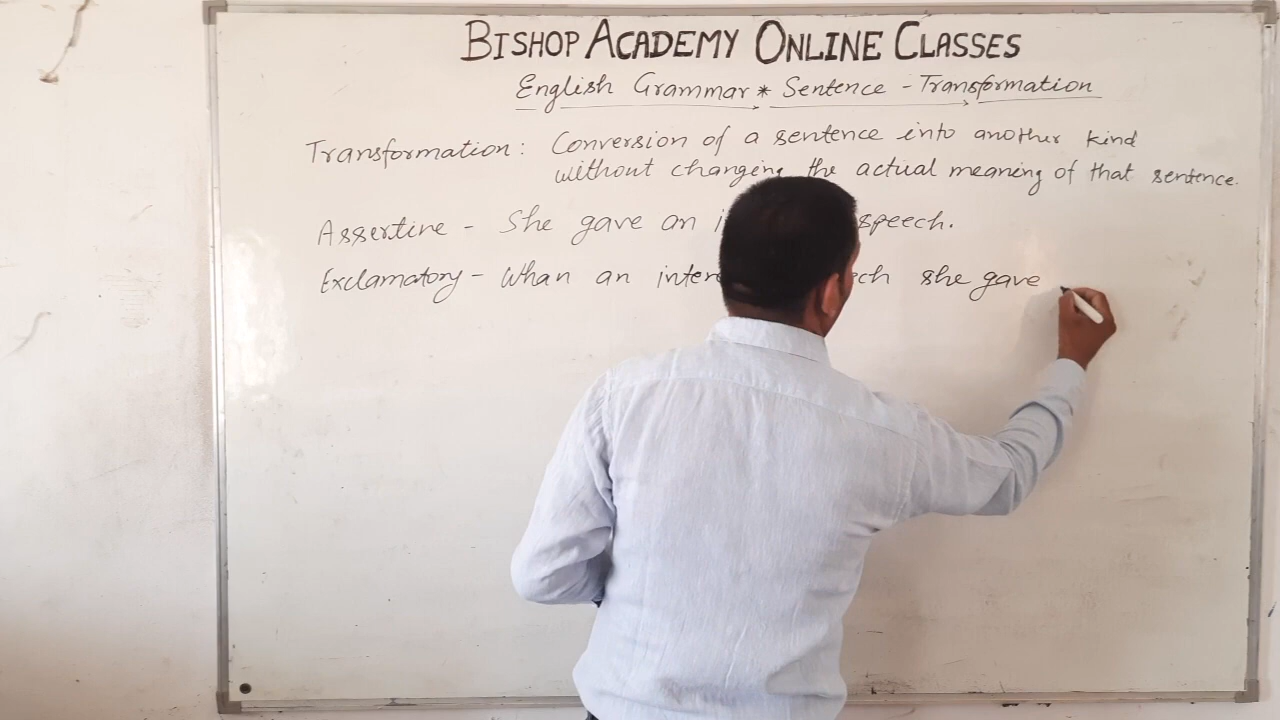 BISHOP ACADEMY ONLINE CLASSES
English Grammar * Sentence - Transformation
Transformation: Conversion of a sentence into another kind
without changing the actual meaning of that sentence.
Assertive - She gave an speech.
Exclamatory - Whan an she gave